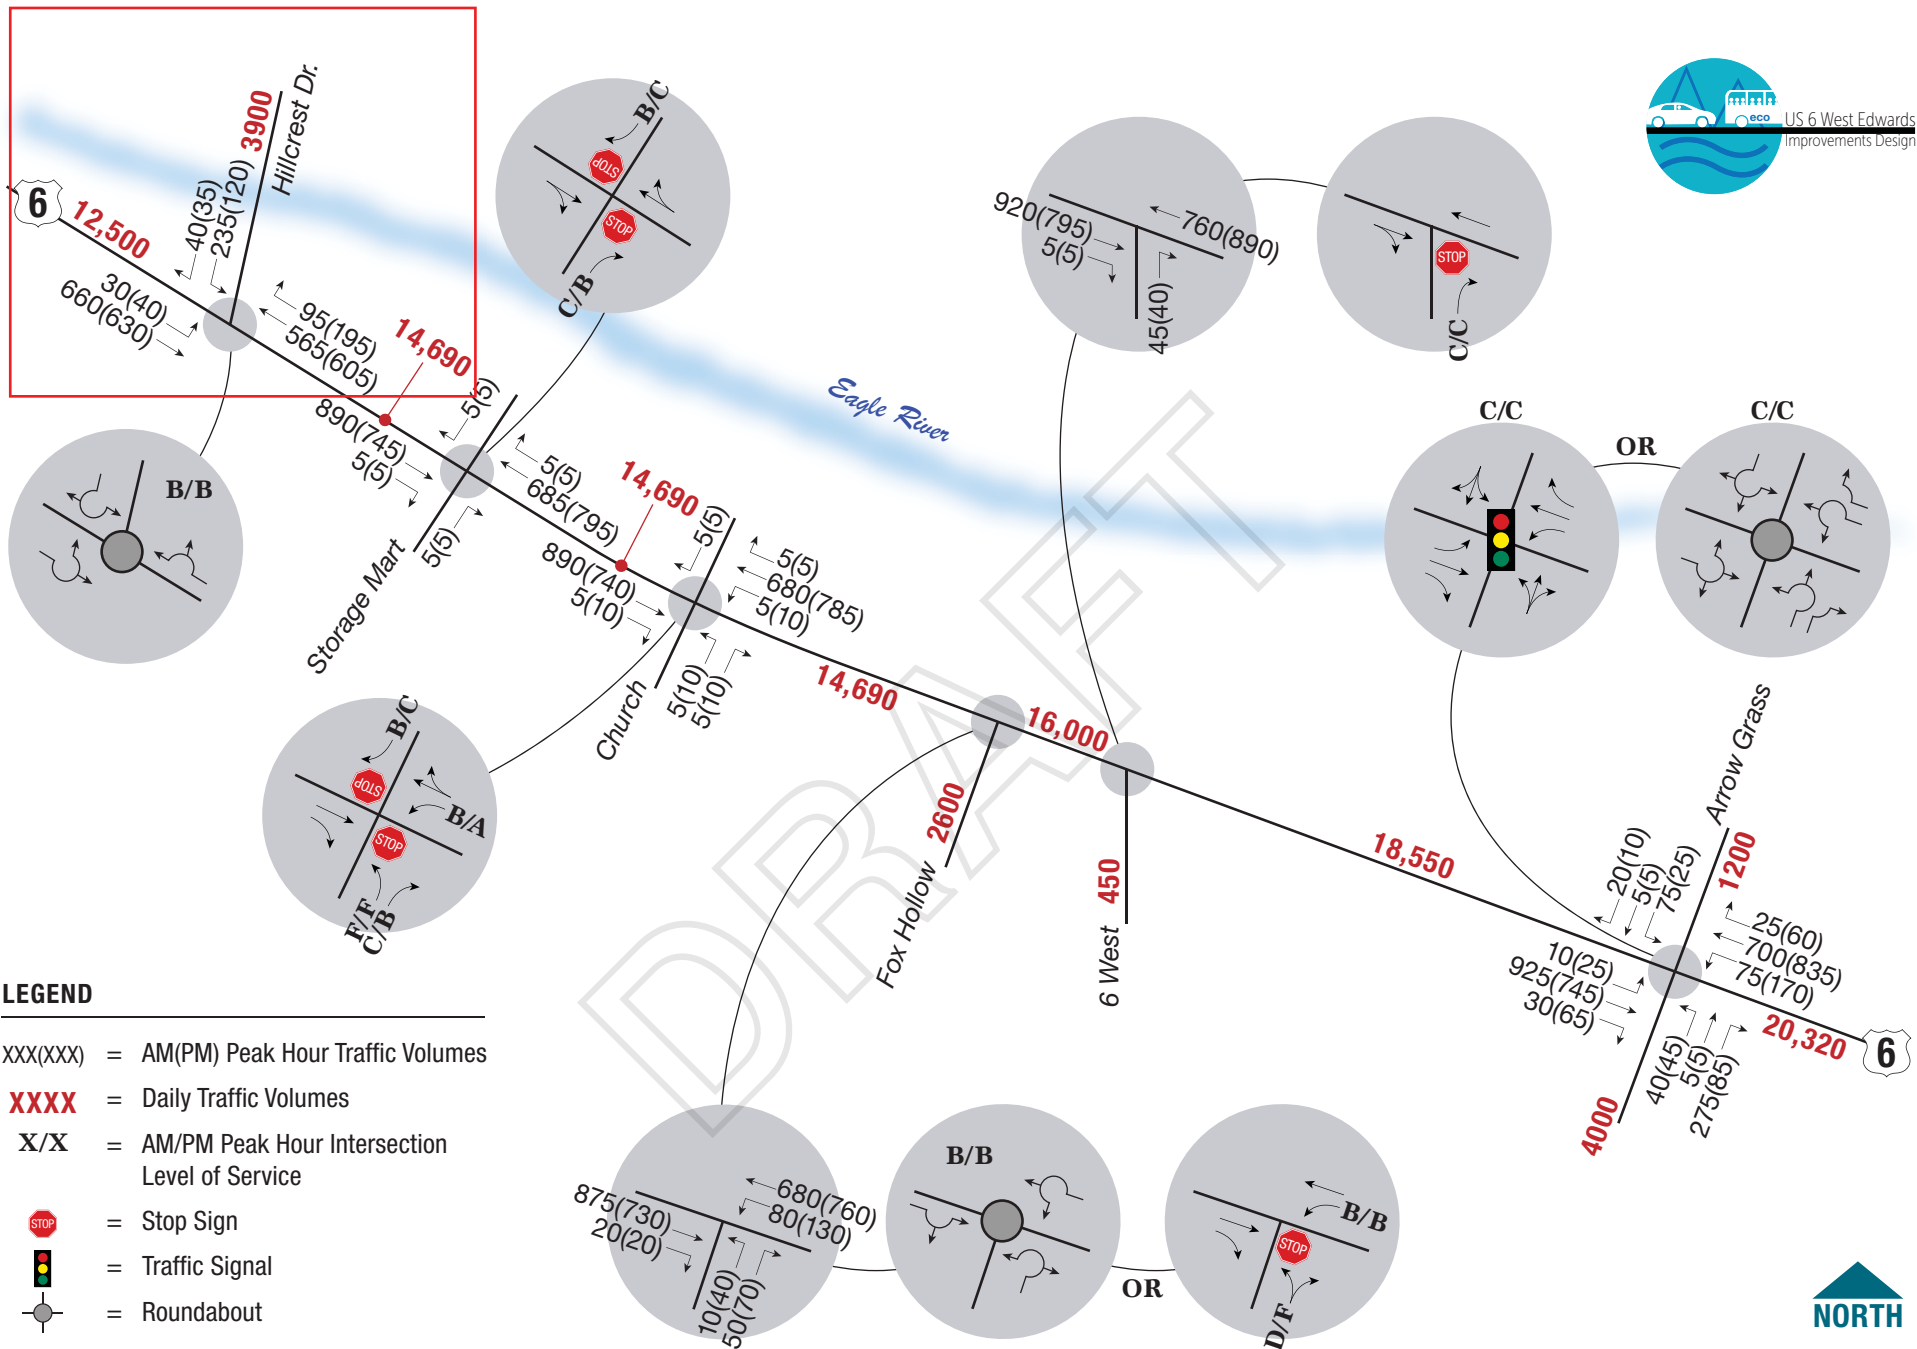 US 6 West Edwards
Improvements Design
eco
6
12,500
3900
Hillcrest Dr.
40(35)
235(120)
30(40)
660(630)
95(195)
565(605)
B/B
14,690
B/C
STOP
STOP
C/B
5(5)
890(745)
5(5)
5(5)
685(795)
5(5)
Storage Mart
14,690
5(5)
890(740)
5(10)
5(5)
680(785)
5(10)
5(10)
5(10)
Church
B/C
STOP
B/A
STOP
F/F
C/B
Eagle River
14,690
16,000
2600
Fox Hollow
450
6 West
920(795)
5(5)
760(890)
45(40)
STOP
C/C
18,550
C/C
OR
C/C
Arrow Grass
1200
20(10)
5(5)
75(25)
10(25)
925(745)
30(65)
25(60)
700(835)
75(170)
20,320
6
40(45)
5(5)
275(85)
4000
875(730)
20(20)
680(760)
80(130)
10(40)
50(70)
B/B
OR
B/B
STOP
D/F
DRAFT
LEGEND
XXX(XXX) = AM(PM) Peak Hour Traffic Volumes
XXXX = Daily Traffic Volumes
X/X = AM/PM Peak Hour Intersection
Level of Service
STOP = Stop Sign
= Traffic Signal
= Roundabout
NORTH